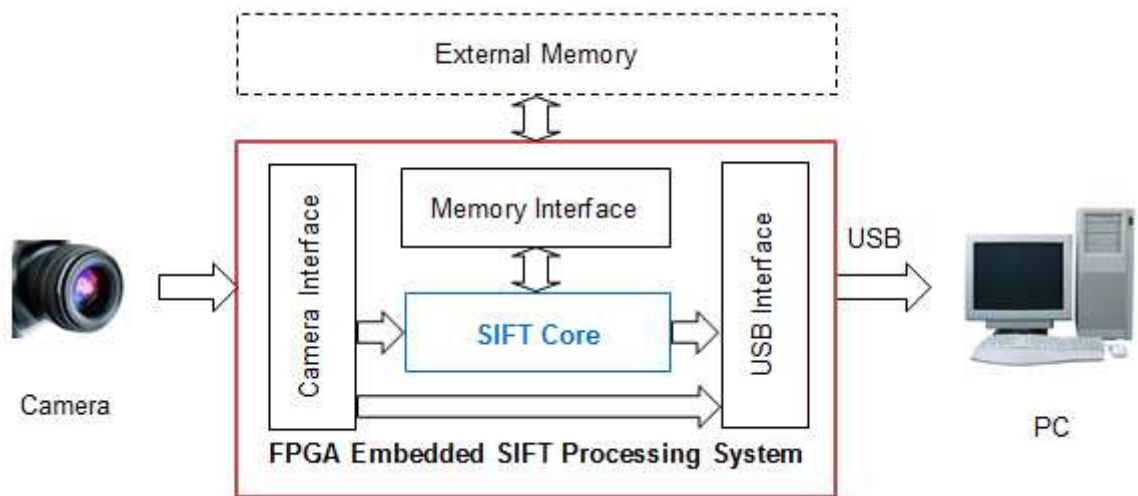 External Memory
Camera Interface
Memory Interface
SIFT Core
USB Interface
USB
Camera
PC
FPGA Embedded SIFT Processing System